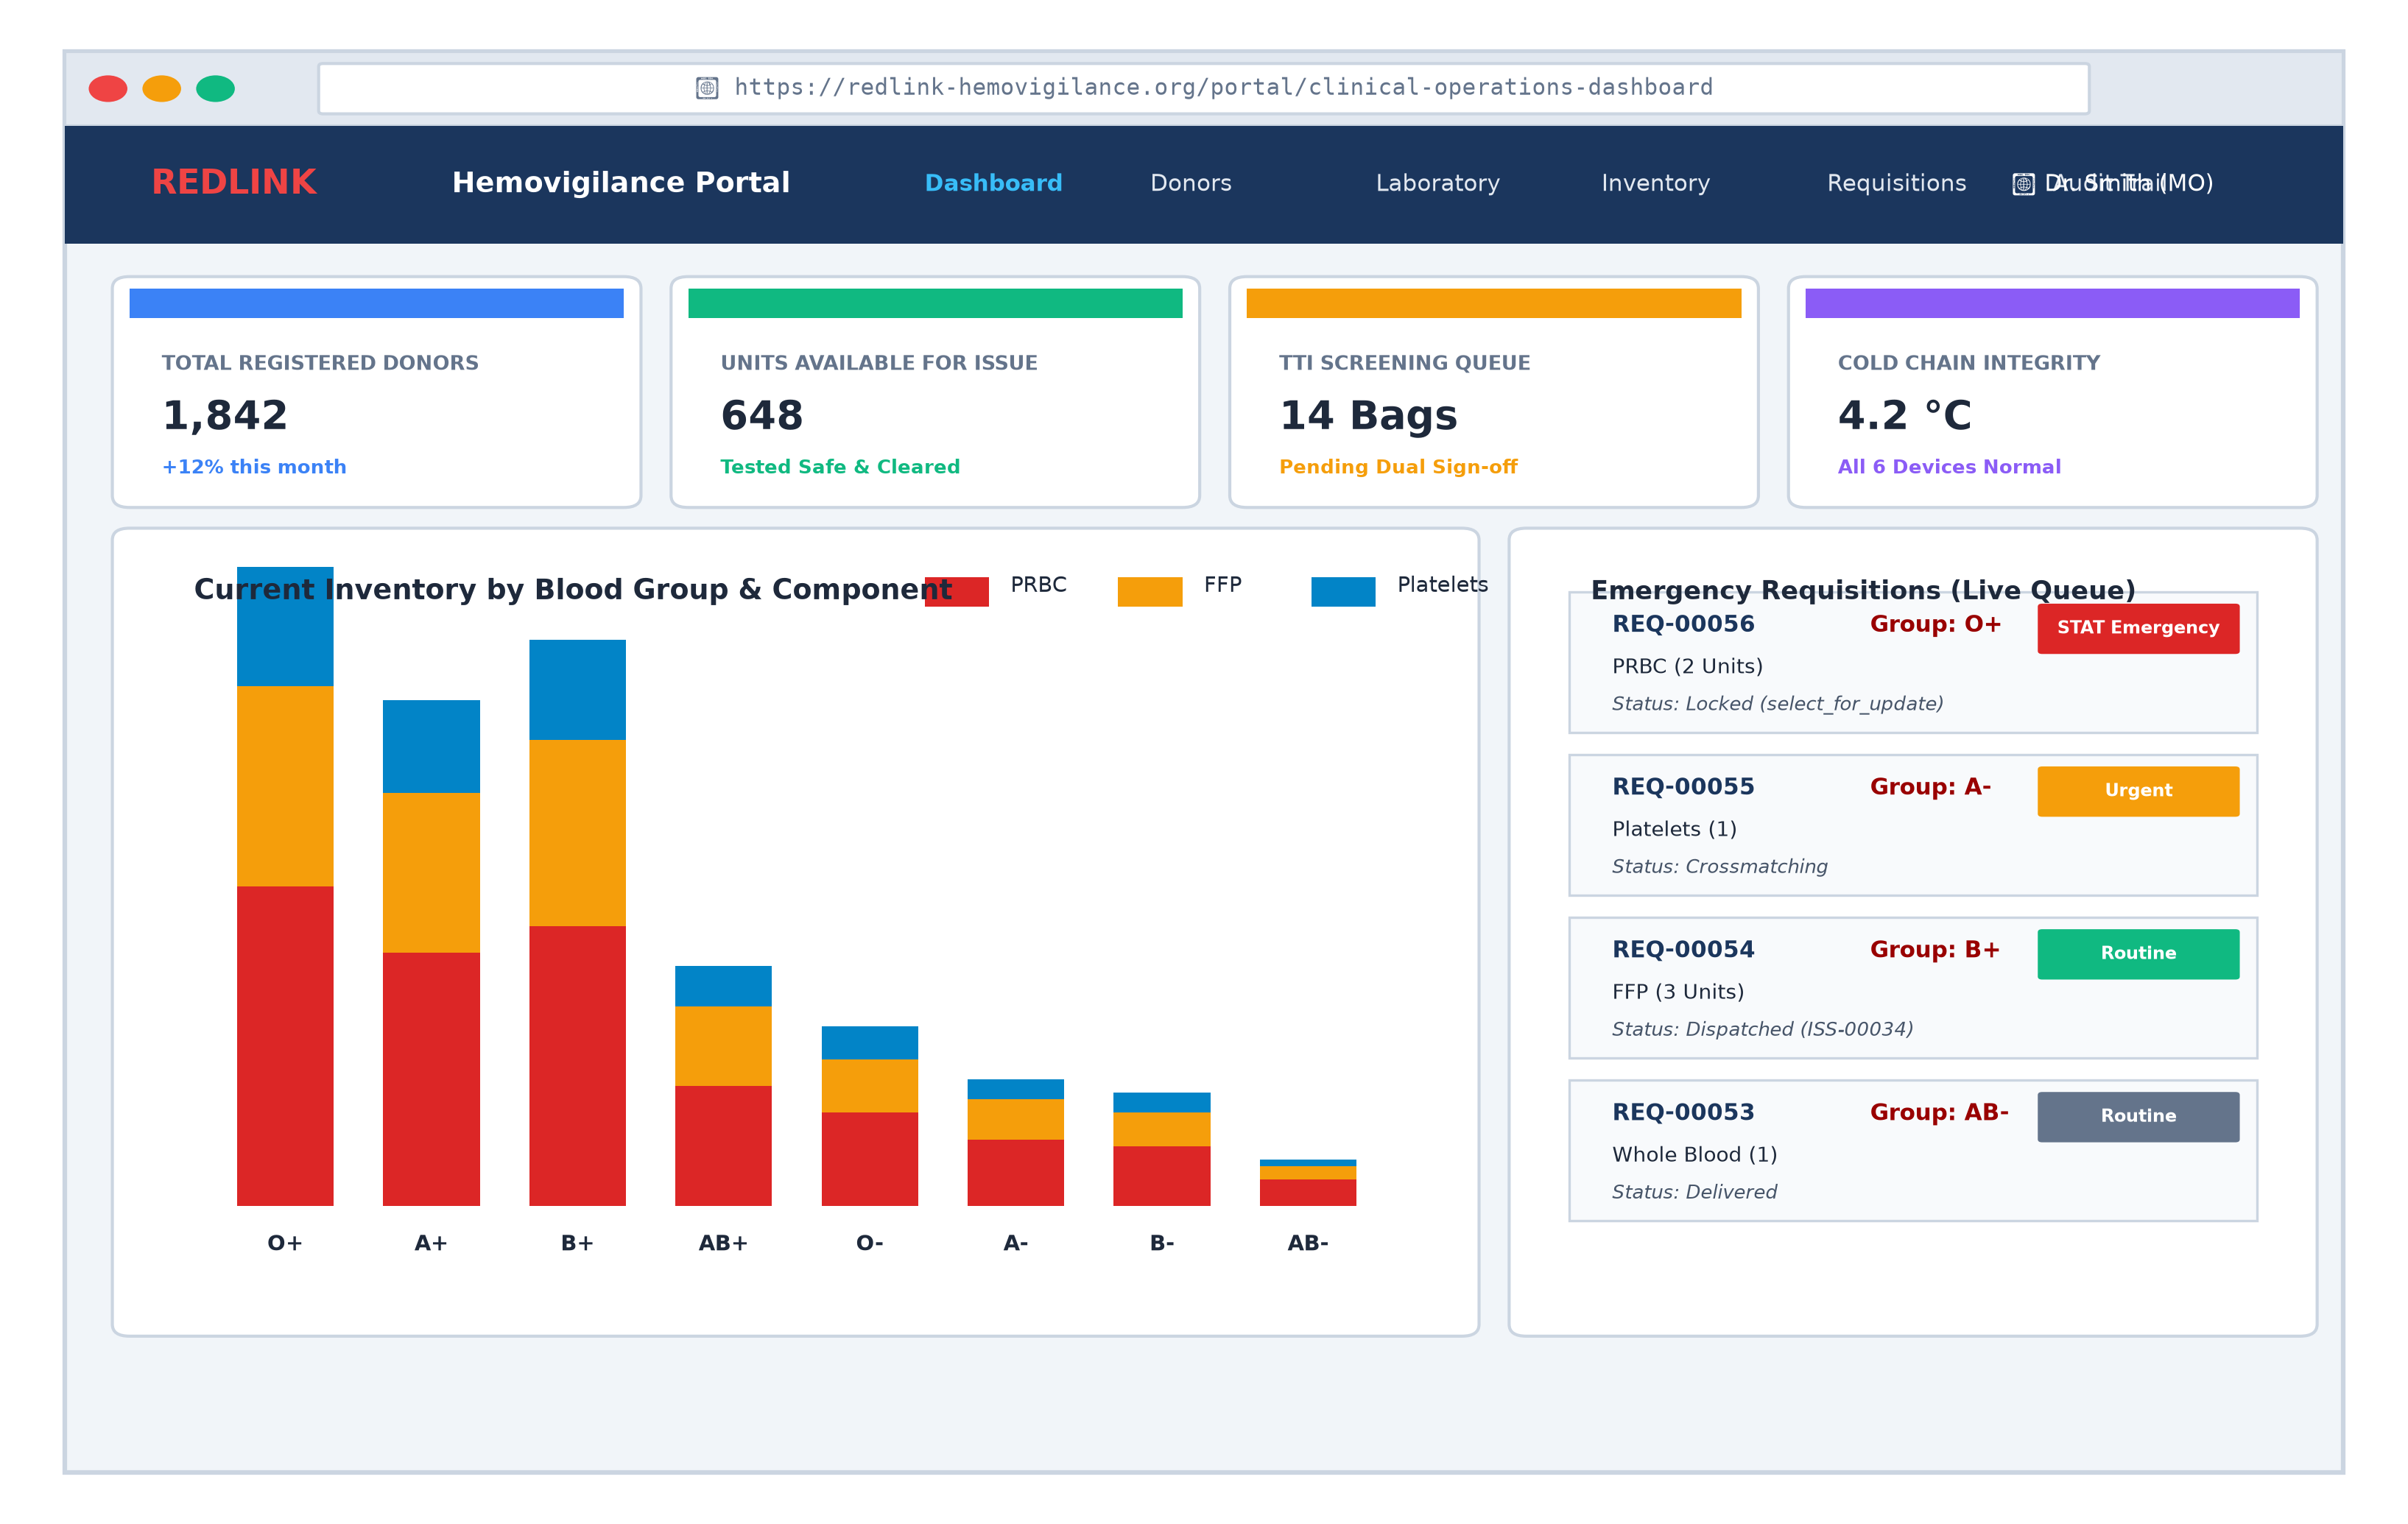 https://redlink-hemovigilance.org/portal/clinical-operations-dashboard
REDLINK Hemovigilance Portal Dashboard Donors Laboratory Inventory Requisitions Audit Trail Dr. Smith (MO)
TOTAL REGISTERED DONORS
1,842
+12% this month
UNITS AVAILABLE FOR ISSUE
648
Tested Safe & Cleared
TTI SCREENING QUEUE
14 Bags
Pending Dual Sign-off
COLD CHAIN INTEGRITY
4.2 °C
All 6 Devices Normal
Current Inventory by Blood Group & Component
PRBC FFP Platelets
O+ A+ B+ AB+ O- A- B- AB-
Emergency Requisitions (Live Queue)
REQ-00056 Group: O+ STAT Emergency
PRBC (2 Units)
Status: Locked (select_for_update)
REQ-00055 Group: A- Urgent
Platelets (1)
Status: Crossmatching
REQ-00054 Group: B+ Routine
FFP (3 Units)
Status: Dispatched (ISS-00034)
REQ-00053 Group: AB- Routine
Whole Blood (1)
Status: Delivered